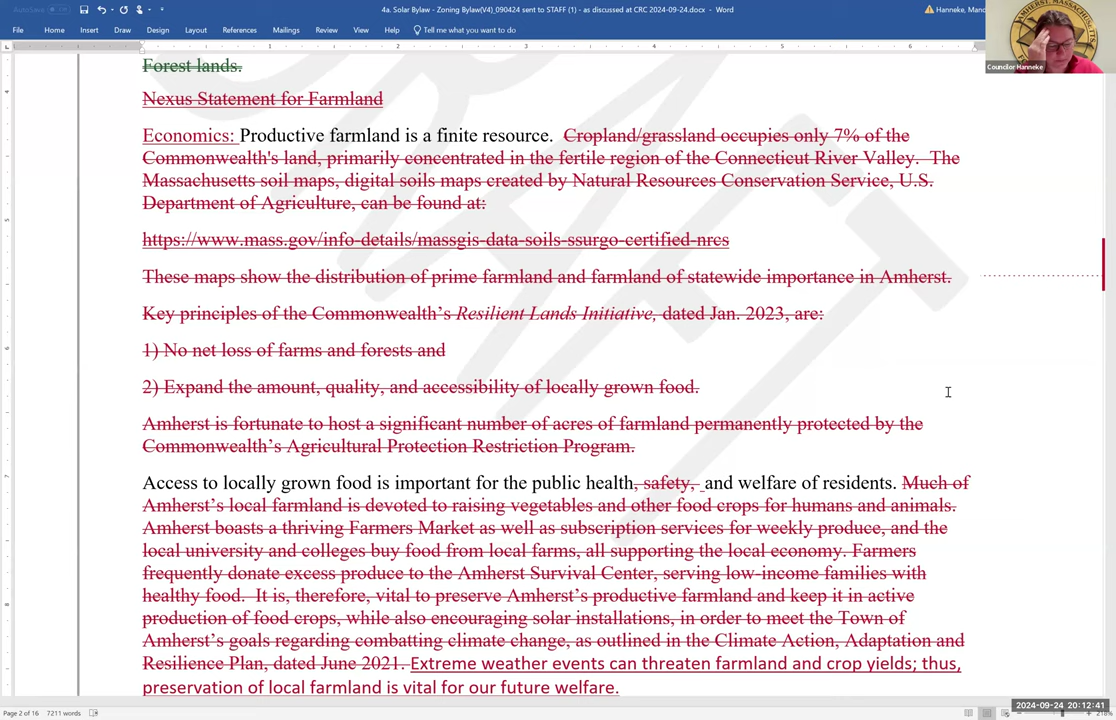 AutoSave
4a. Solar Bylaw - Zoning Bylaw(V4)_090424 sent to STAFF (1) - as discussed at CRC 2024-09-24.docx - Word
Hanneke, Manc
File Home Insert Draw Design Layout References Mailings Review View Help Tell me what you want to do
AMHERST, MASSACHUSETTS
Councilor Hanneke
1 2 3 4 5 6
DRAFT
Forest lands.
Nexus Statement for Farmland
Economics: Productive farmland is a finite resource. Cropland/grassland occupies only 7% of the
Commonwealth's land, primarily concentrated in the fertile region of the Connecticut River Valley. The
Massachusetts soil maps, digital soils maps created by Natural Resources Conservation Service, U.S.
Department of Agriculture, can be found at:
https://www.mass.gov/info-details/massgis-data-soils-ssurgo-certified-nrcs
These maps show the distribution of prime farmland and farmland of statewide importance in Amherst.
Key principles of the Commonwealth's Resilient Lands Initiative, dated Jan. 2023, are:
1) No net loss of farms and forests and
2) Expand the amount, quality, and accessibility of locally grown food.
Amherst is fortunate to host a significant number of acres of farmland permanently protected by the
Commonwealth's Agricultural Protection Restriction Program.
Access to locally grown food is important for the public health, safety, and welfare of residents. Much of
Amherst's local farmland is devoted to raising vegetables and other food crops for humans and animals.
Amherst boasts a thriving Farmers Market as well as subscription services for weekly produce, and the
local university and colleges buy food from local farms, all supporting the local economy. Farmers
frequently donate excess produce to the Amherst Survival Center, serving low-income families with
healthy food. It is, therefore, vital to preserve Amherst's productive farmland and keep it in active
production of food crops, while also encouraging solar installations, in order to meet the Town of
Amherst's goals regarding combatting climate change, as outlined in the Climate Action, Adaptation and
Resilience Plan, dated June 2021. Extreme weather events can threaten farmland and crop yields; thus,
preservation of local farmland is vital for our future welfare.
2024-09-24 20:12:41
Page 2 of 16 7211 words